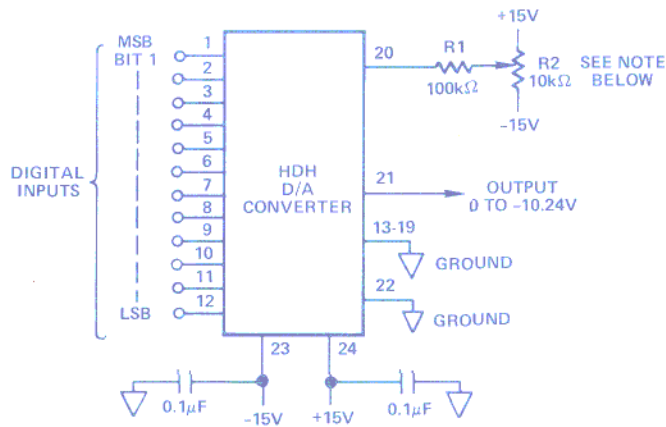 +15V
MSB
BIT 1
1
2
3
4
5
6
7
8
9
10
11
12
LSB
DIGITAL
INPUTS
HDH
D/A
CONVERTER
20
R1
100kΩ
R2
10kΩ
SEE NOTE
BELOW
-15V
21
OUTPUT
0 TO -10.24V
13-19
GROUND
22
GROUND
23
24
0.1μF
-15V
+15V
0.1μF